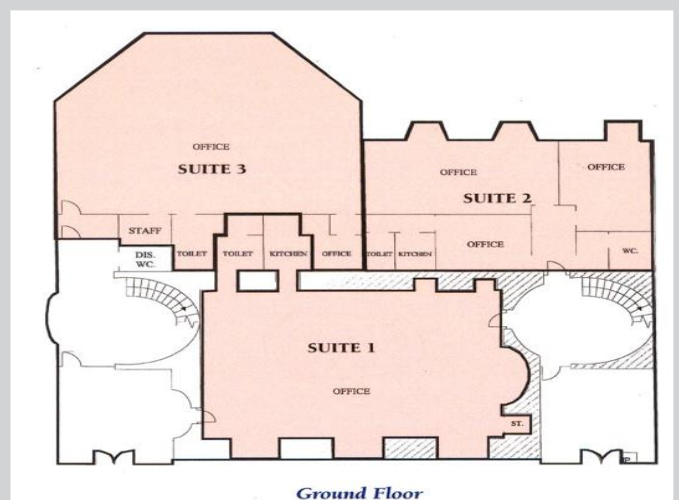 OFFICE
SUITE 3
OFFICE
SUITE 2
OFFICE
STAFF
OFFICE
DIS.
WC.
TOILET
TOILET
KITCHEN
OFFICE
TOILET
KITCHEN
WC.
SUITE 1
OFFICE
ST.
Ground Floor